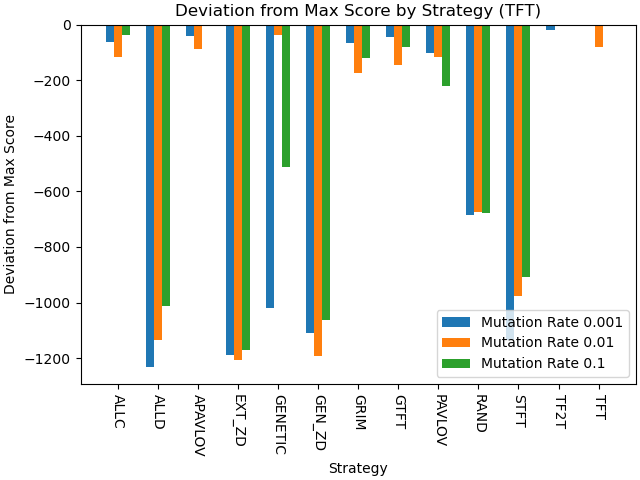 Deviation from Max Score by Strategy (TFT)
Deviation from Max Score
0
−200
−400
−600
−800
−1000
−1200
Mutation Rate 0.001
Mutation Rate 0.01
Mutation Rate 0.1
ALLC
ALLD
APAVLOV
EXT_ZD
GENETIC
GEN_ZD
GRIM
GTFT
PAVLOV
RAND
STFT
TF2T
TFT
Strategy